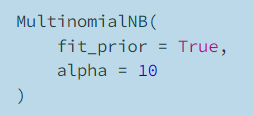 MultinomialNB(
    fit_prior = True,
    alpha = 10
)